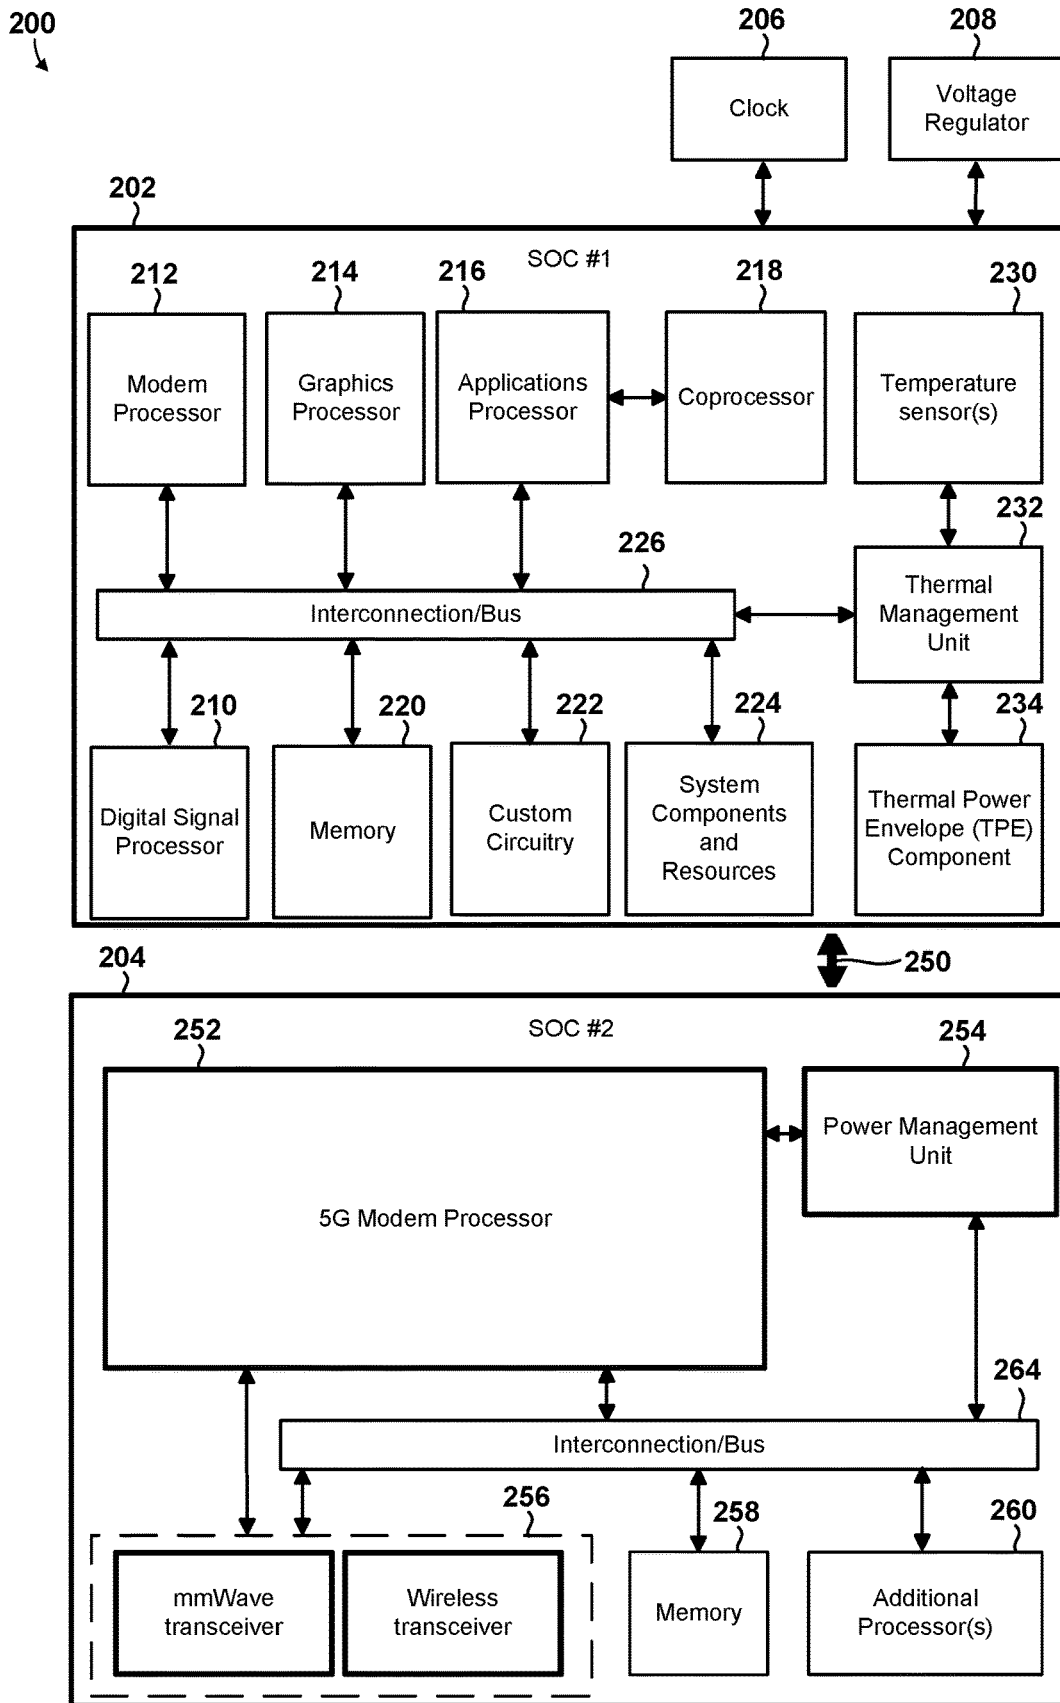 200
206
208
Clock
Voltage
Regulator
202
SOC #1
212
214
216
218
230
Modem
Processor
Graphics
Processor
Applications
Processor
Coprocessor
Temperature
sensor(s)
232
226
Interconnection/Bus
Thermal
Management
Unit
210
220
222
224
234
Digital Signal
Processor
Memory
Custom
Circuitry
System
Components
and
Resources
Thermal Power
Envelope (TPE)
Component
204
250
SOC #2
252
254
5G Modem Processor
Power Management
Unit
264
Interconnection/Bus
256
258
260
mmWave
transceiver
Wireless
transceiver
Memory
Additional
Processor(s)